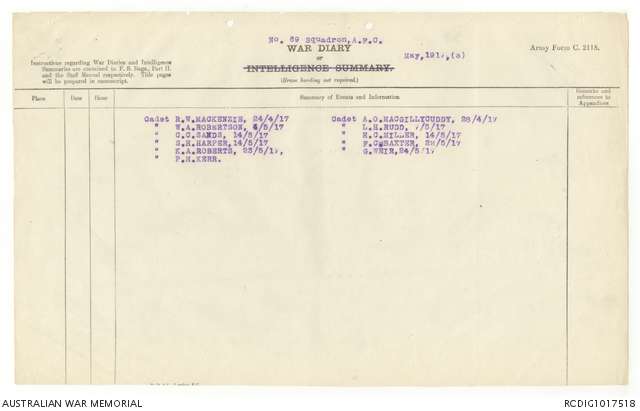 No. 69 Squadron, A.F.C.
WAR DIARY
or
INTELLIGENCE SUMMARY.
(Erase heading not required.)
May, 1917, (8)
Army Form C. 2118.
Instructions regarding War Diaries and Intelligence
Summaries are contained in F. S. Regs., Part II.
and the Staff Manual respectively. Title pages
will be prepared in manuscript.
Place Date Hour Summary of Events and Information Remarks and references to Appendices
Cadet R.W.MACKENZIE, 24/4/17 Cadet A.O.MACGILLYCUDDY, 28/4/17
" W.A.ROBERTSON, /5/17 " L.H.RUDD, 7/5/17
" C.C.SANDS, 14/5/17 " H.C.MILLER, 14/5/17
" S.H.HARPER, 14/5/17 " F.C.BAXTER, 22/5/17
" K.A.ROBERTS, 23/5/17, " G.WEIR, 24/5/17
" P.H.KERR.
AUSTRALIAN WAR MEMORIAL
RCDIG1017518